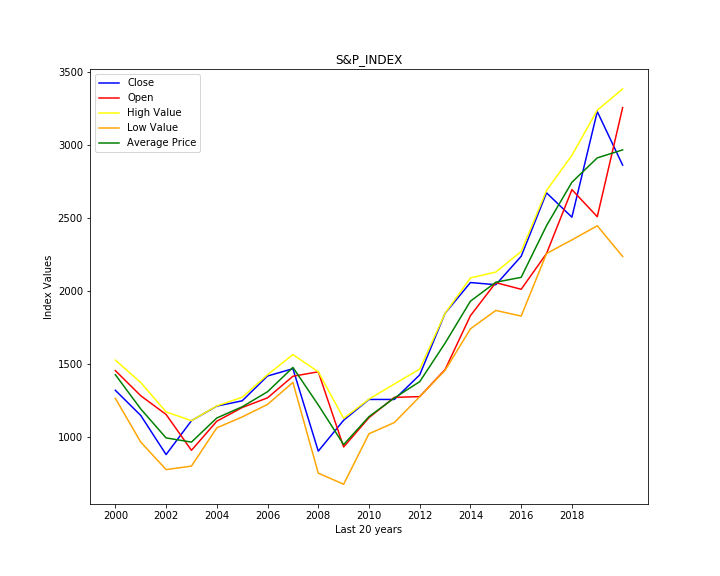 S&P_INDEX
3500
3000
2500
2000
1500
1000
Index Values
Close
Open
High Value
Low Value
Average Price
2000 2002 2004 2006 2008 2010 2012 2014 2016 2018
Last 20 years